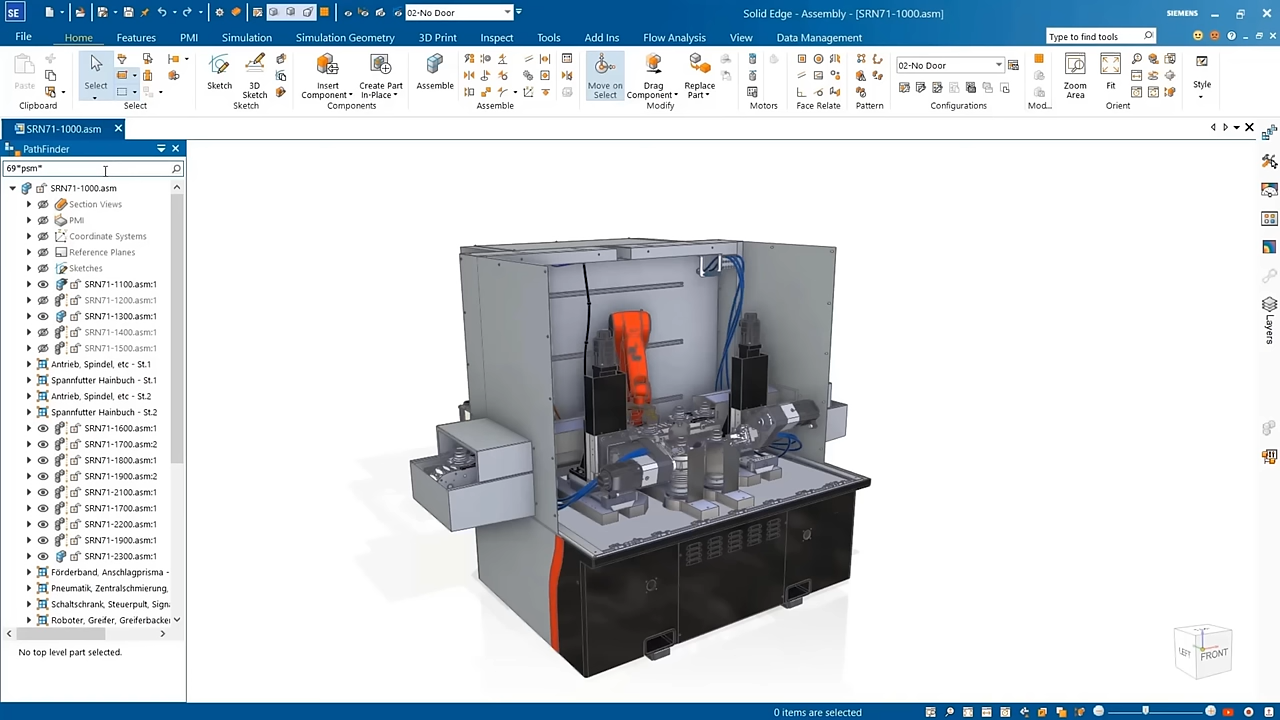 SE
02-No Door
Solid Edge - Assembly - [SRN71-1000.asm]
SIEMENS
File
Home
Features
PMI
Simulation
Simulation Geometry
3D Print
Inspect
Tools
Add Ins
Flow Analysis
View
Data Management
Type to find tools
Paste
Clipboard
Select
Select
Sketch
3D Sketch
Sketch
Insert Component
Create Part In-Place
Components
Assemble
Assemble
Move on Select
Drag Component
Replace Part
Modify
Motors
Face Relate
Pattern
02-No Door
Configurations
Mod...
Zoom Area
Fit
Orient
Style
SRN71-1000.asm
PathFinder
69*psm*
SRN71-1000.asm
Section Views
PMI
Coordinate Systems
Reference Planes
Sketches
SRN71-1100.asm:1
SRN71-1200.asm:1
SRN71-1300.asm:1
SRN71-1400.asm:1
SRN71-1500.asm:1
Antrieb, Spindel, etc - St.1
Spannfutter Hainbuch - St.1
Antrieb, Spindel, etc - St.2
Spannfutter Hainbuch - St.2
SRN71-1600.asm:1
SRN71-1700.asm:2
SRN71-1800.asm:1
SRN71-1900.asm:2
SRN71-2100.asm:1
SRN71-1700.asm:1
SRN71-2200.asm:1
SRN71-1900.asm:1
SRN71-2300.asm:1
Förderband, Anschlagprisma -
Pneumatik, Zentralschmierung,
Schaltschrank, Steuerpult, Sign
Roboter, Greifer, Greiferbacke
No top level part selected.
Layers
LEFT
FRONT
0 items are selected